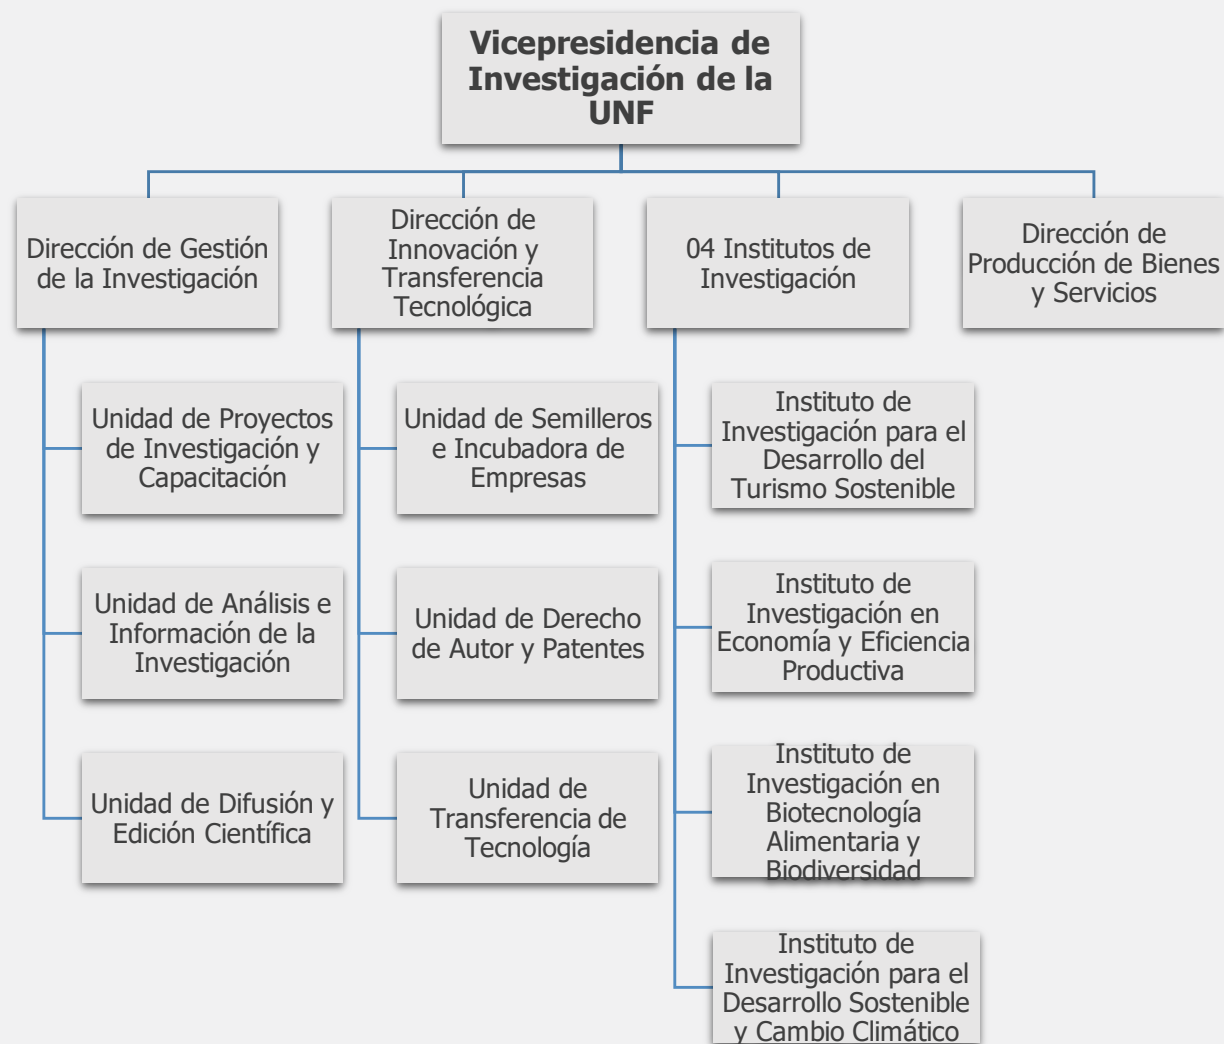 Vicepresidencia de
Investigación de la
UNF
Dirección de Gestión
de la Investigación
Dirección de
Innovación y
Transferencia
Tecnológica
04 Institutos de
Investigación
Dirección de
Producción de Bienes
y Servicios
Unidad de Proyectos
de Investigación y
Capacitación
Unidad de Semilleros
e Incubadora de
Empresas
Instituto de
Investigación para el
Desarrollo del
Turismo Sostenible
Unidad de Análisis e
Información de la
Investigación
Unidad de Derecho
de Autor y Patentes
Instituto de
Investigación en
Economía y Eficiencia
Productiva
Unidad de Difusión y
Edición Científica
Unidad de
Transferencia de
Tecnología
Instituto de
Investigación en
Biotecnología
Alimentaria y
Biodiversidad
Instituto de
Investigación para el
Desarrollo Sostenible
y Cambio Climático